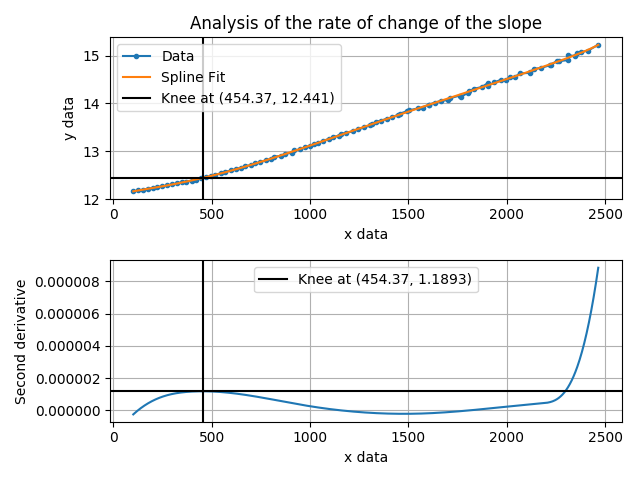 Analysis of the rate of change of the slope
Data
Spline Fit
Knee at (454.37, 12.441)
y data
15
14
13
12
0 500 1000 1500 2000 2500
x data
Knee at (454.37, 1.1893)
Second derivative
0.000008
0.000006
0.000004
0.000002
0.000000
0 500 1000 1500 2000 2500
x data